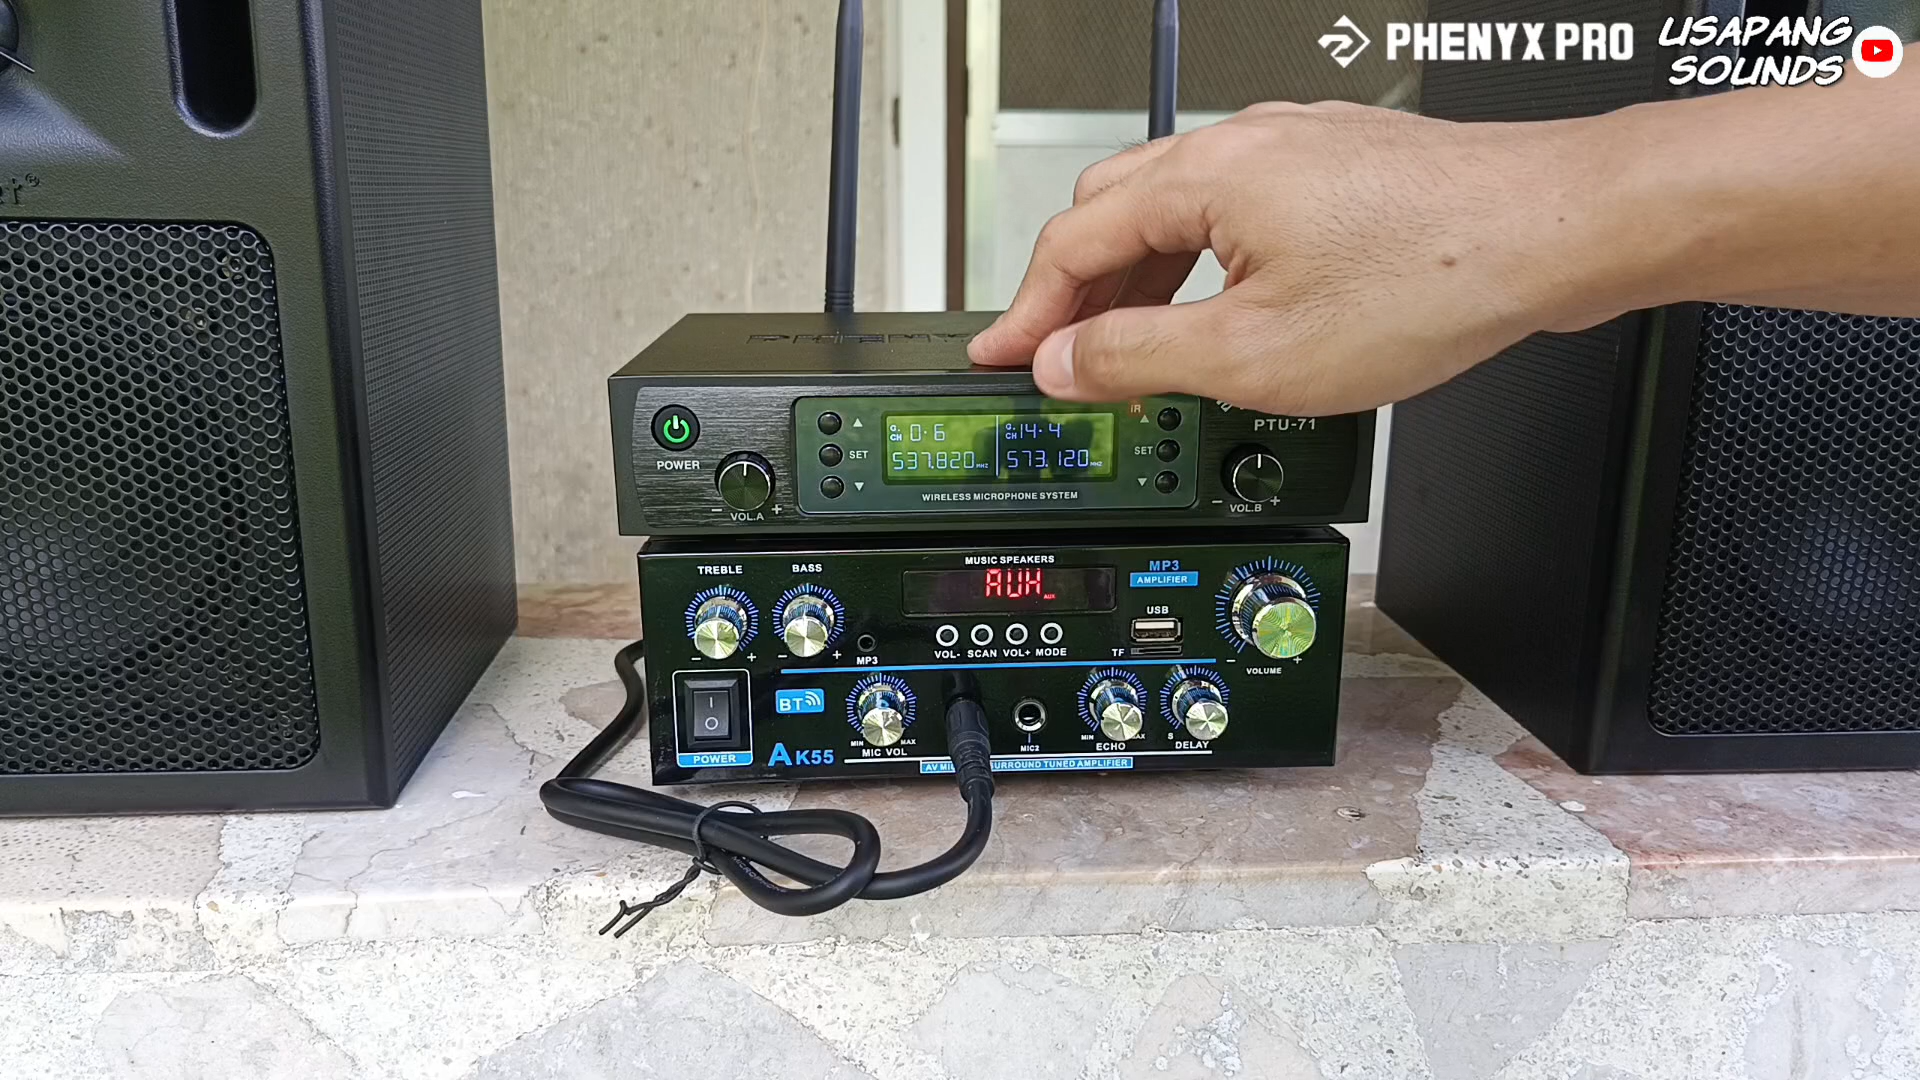 PHENYX PRO
USAPANG
SOUNDS
POWER
VOL.A
SET
G. CH 0·6
537.820 MHZ
G. CH 14·4
573.120 MHZ
WIRELESS MICROPHONE SYSTEM
IR
SET
PTU-71
VOL.B
MUSIC SPEAKERS
TREBLE
BASS
AUX
MP3
AMPLIFIER
USB
VOL- SCAN VOL+ MODE
MP3
TF
VOLUME
BT
MIN MAX
MIC VOL
MIC2
MIN
ECHO
S
DELAY
POWER
AK55
SURROUND TUNED AMPLIFIER
MICROPHONE